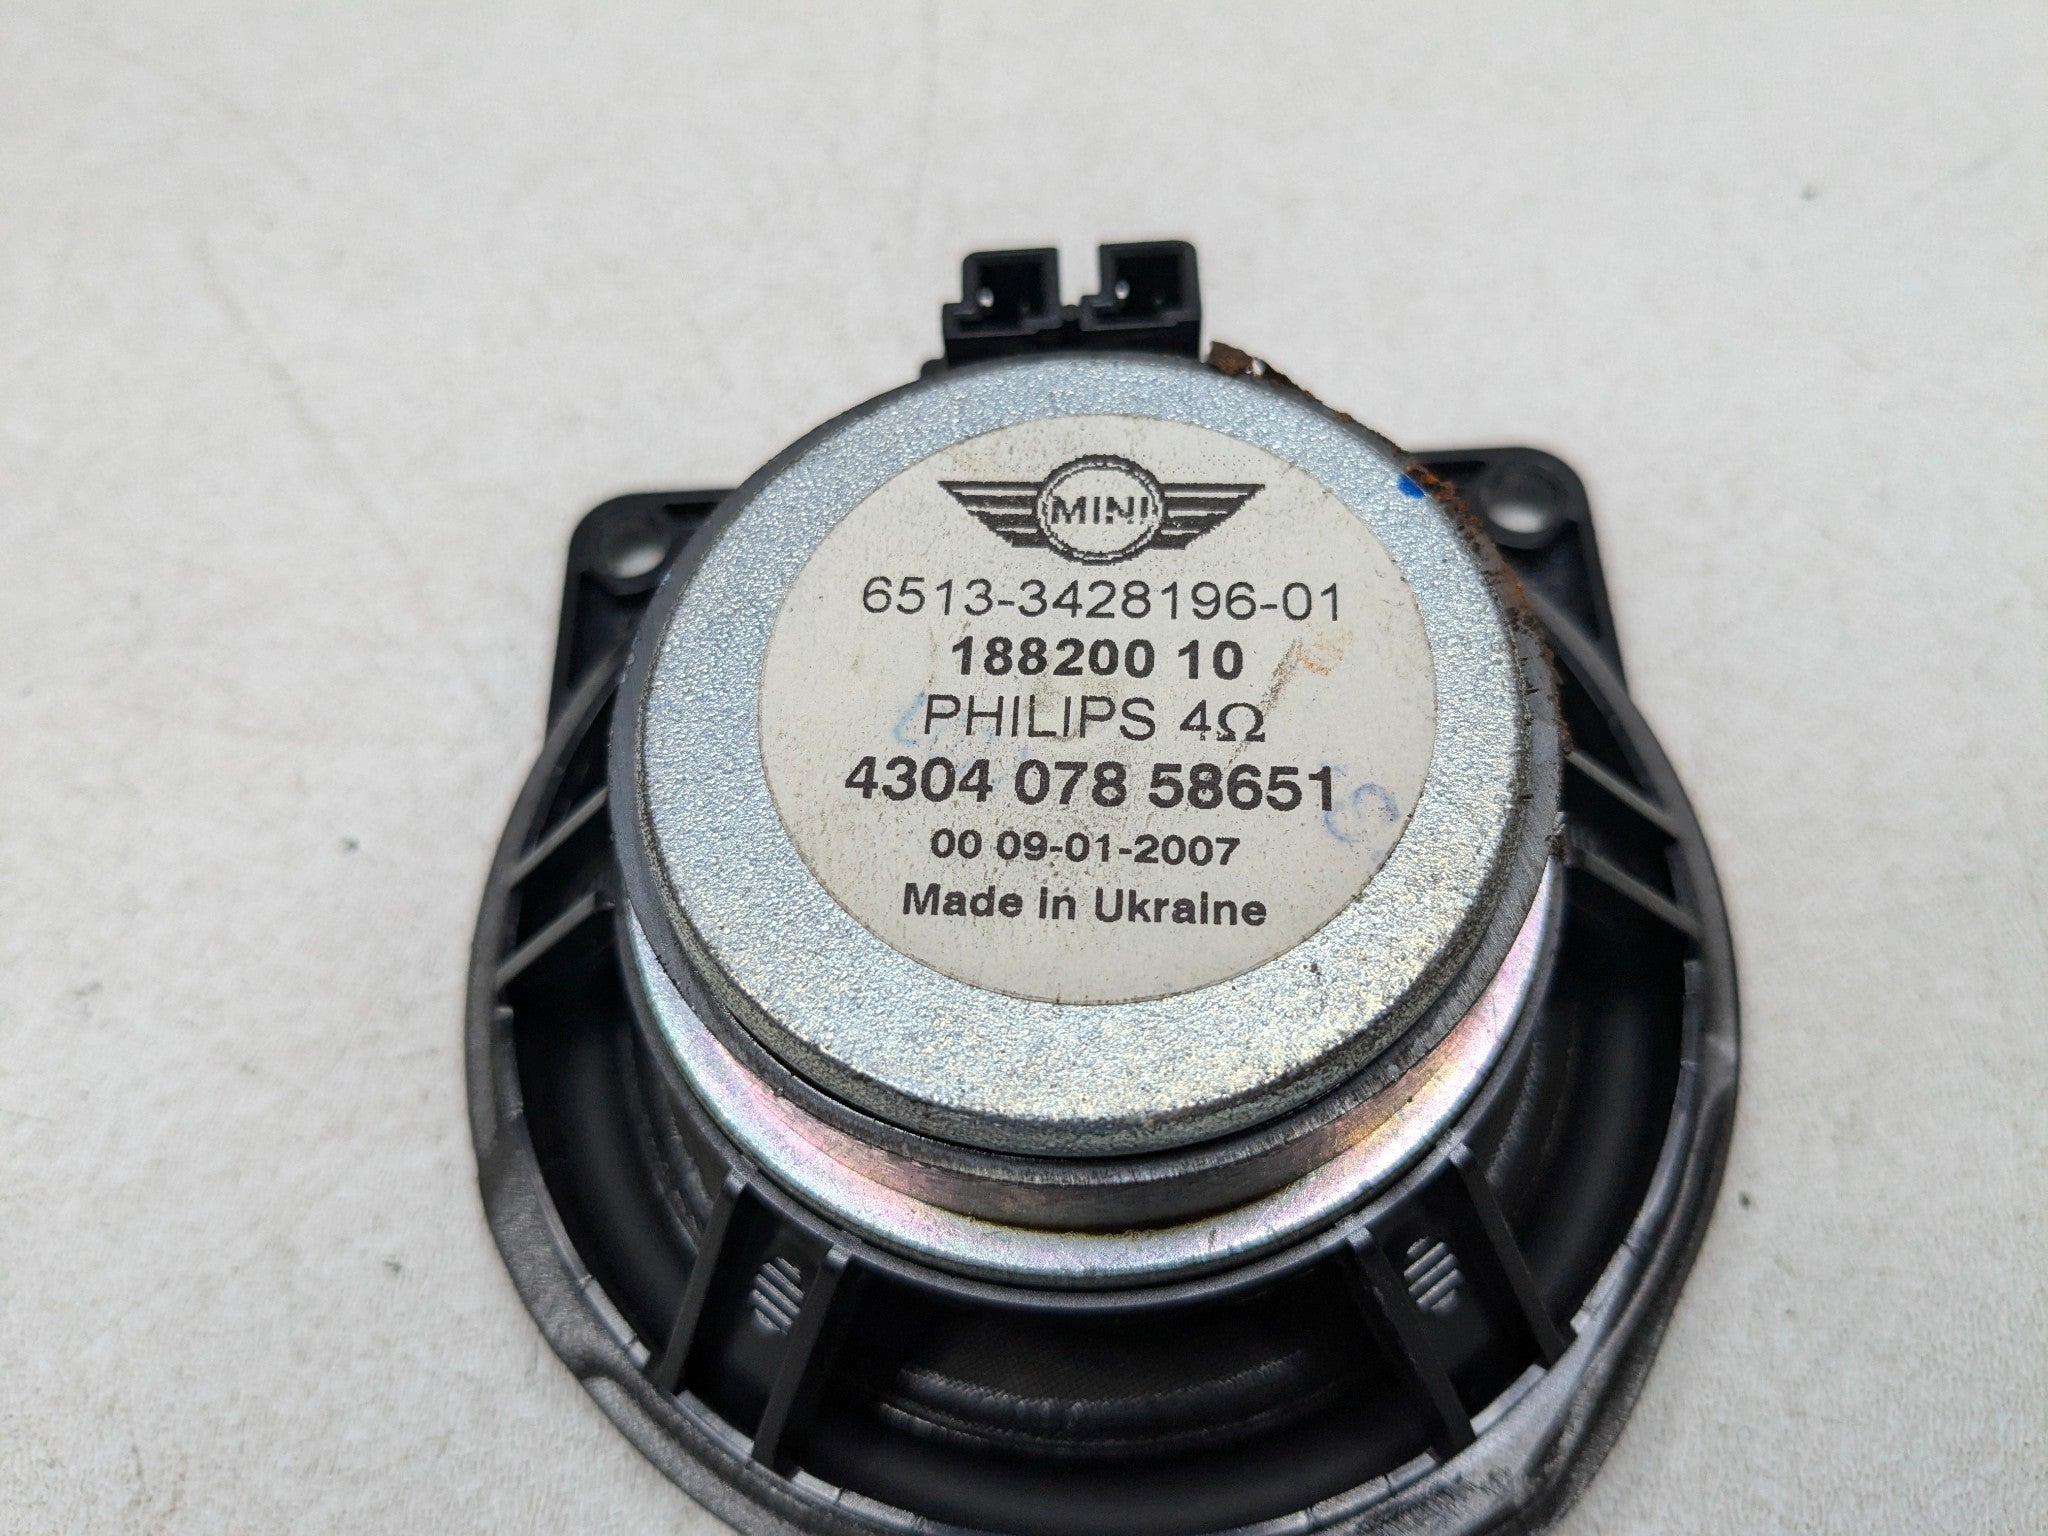 MINI
6513-3428196-01
188200 10
PHILIPS 4Ω
4304 078 58651
00 09-01-2007
Made in Ukraine